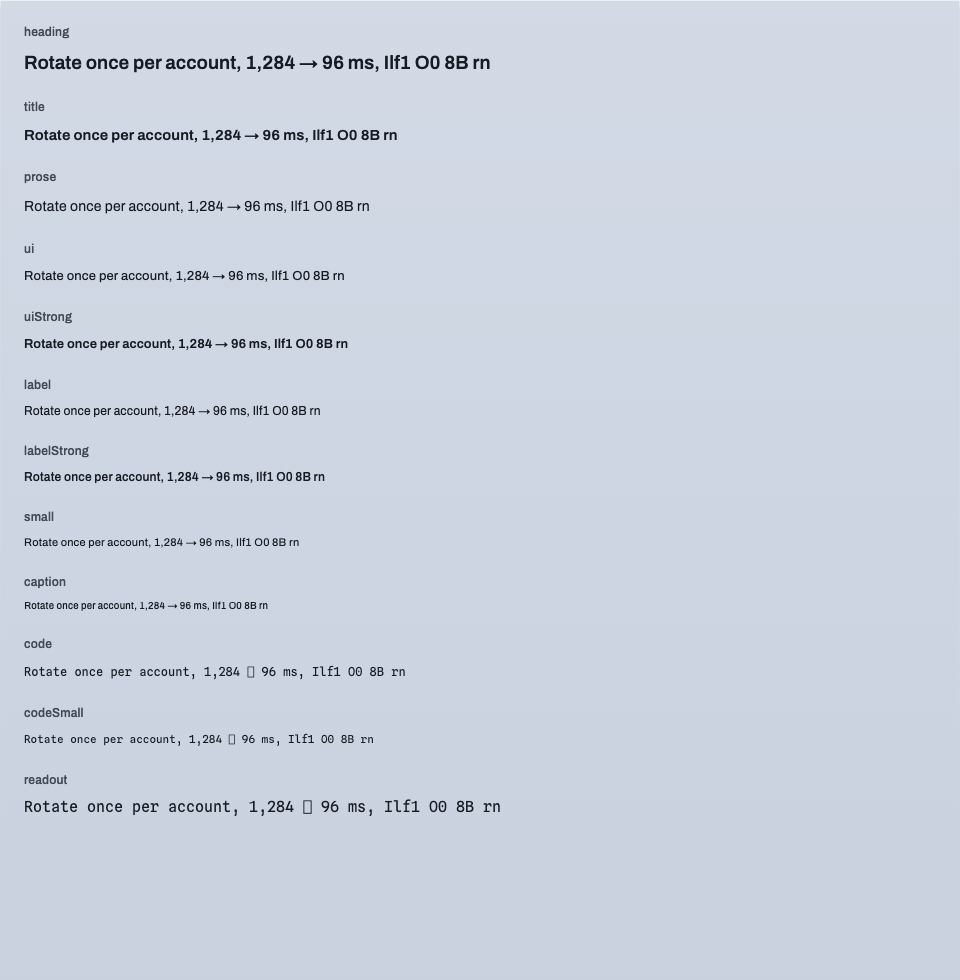 heading
Rotate once per account, 1,284 → 96 ms, Ilf1 O0 8B rn
title
Rotate once per account, 1,284 → 96 ms, Ilf1 O0 8B rn
prose
Rotate once per account, 1,284 → 96 ms, Ilf1 O0 8B rn
ui
Rotate once per account, 1,284 → 96 ms, Ilf1 O0 8B rn
uiStrong
Rotate once per account, 1,284 → 96 ms, Ilf1 O0 8B rn
label
Rotate once per account, 1,284 → 96 ms, Ilf1 O0 8B rn
labelStrong
Rotate once per account, 1,284 → 96 ms, Ilf1 O0 8B rn
small
Rotate once per account, 1,284 → 96 ms, Ilf1 O0 8B rn
caption
Rotate once per account, 1,284 → 96 ms, Ilf1 O0 8B rn
code
Rotate once per account, 1,284 ▯ 96 ms, Ilf1 O0 8B rn
codeSmall
Rotate once per account, 1,284 ▯ 96 ms, Ilf1 O0 8B rn
readout
Rotate once per account, 1,284 ▯ 96 ms, Ilf1 O0 8B rn